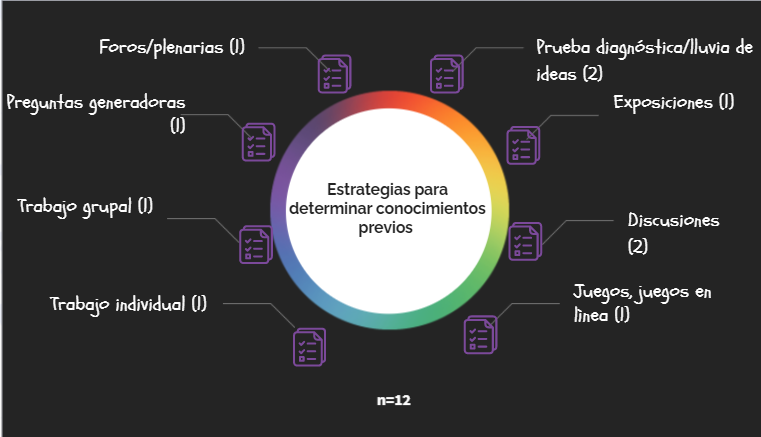 Foros/plenarias (1)
Prueba diagnóstica/lluvia de
ideas (2)
Preguntas generadoras
(1)
Exposiciones (1)
Estrategias para
determinar conocimientos
previos
Trabajo grupal (1)
Discusiones
(2)
Trabajo individual (1)
Juegos, juegos en
línea (1)
n=12